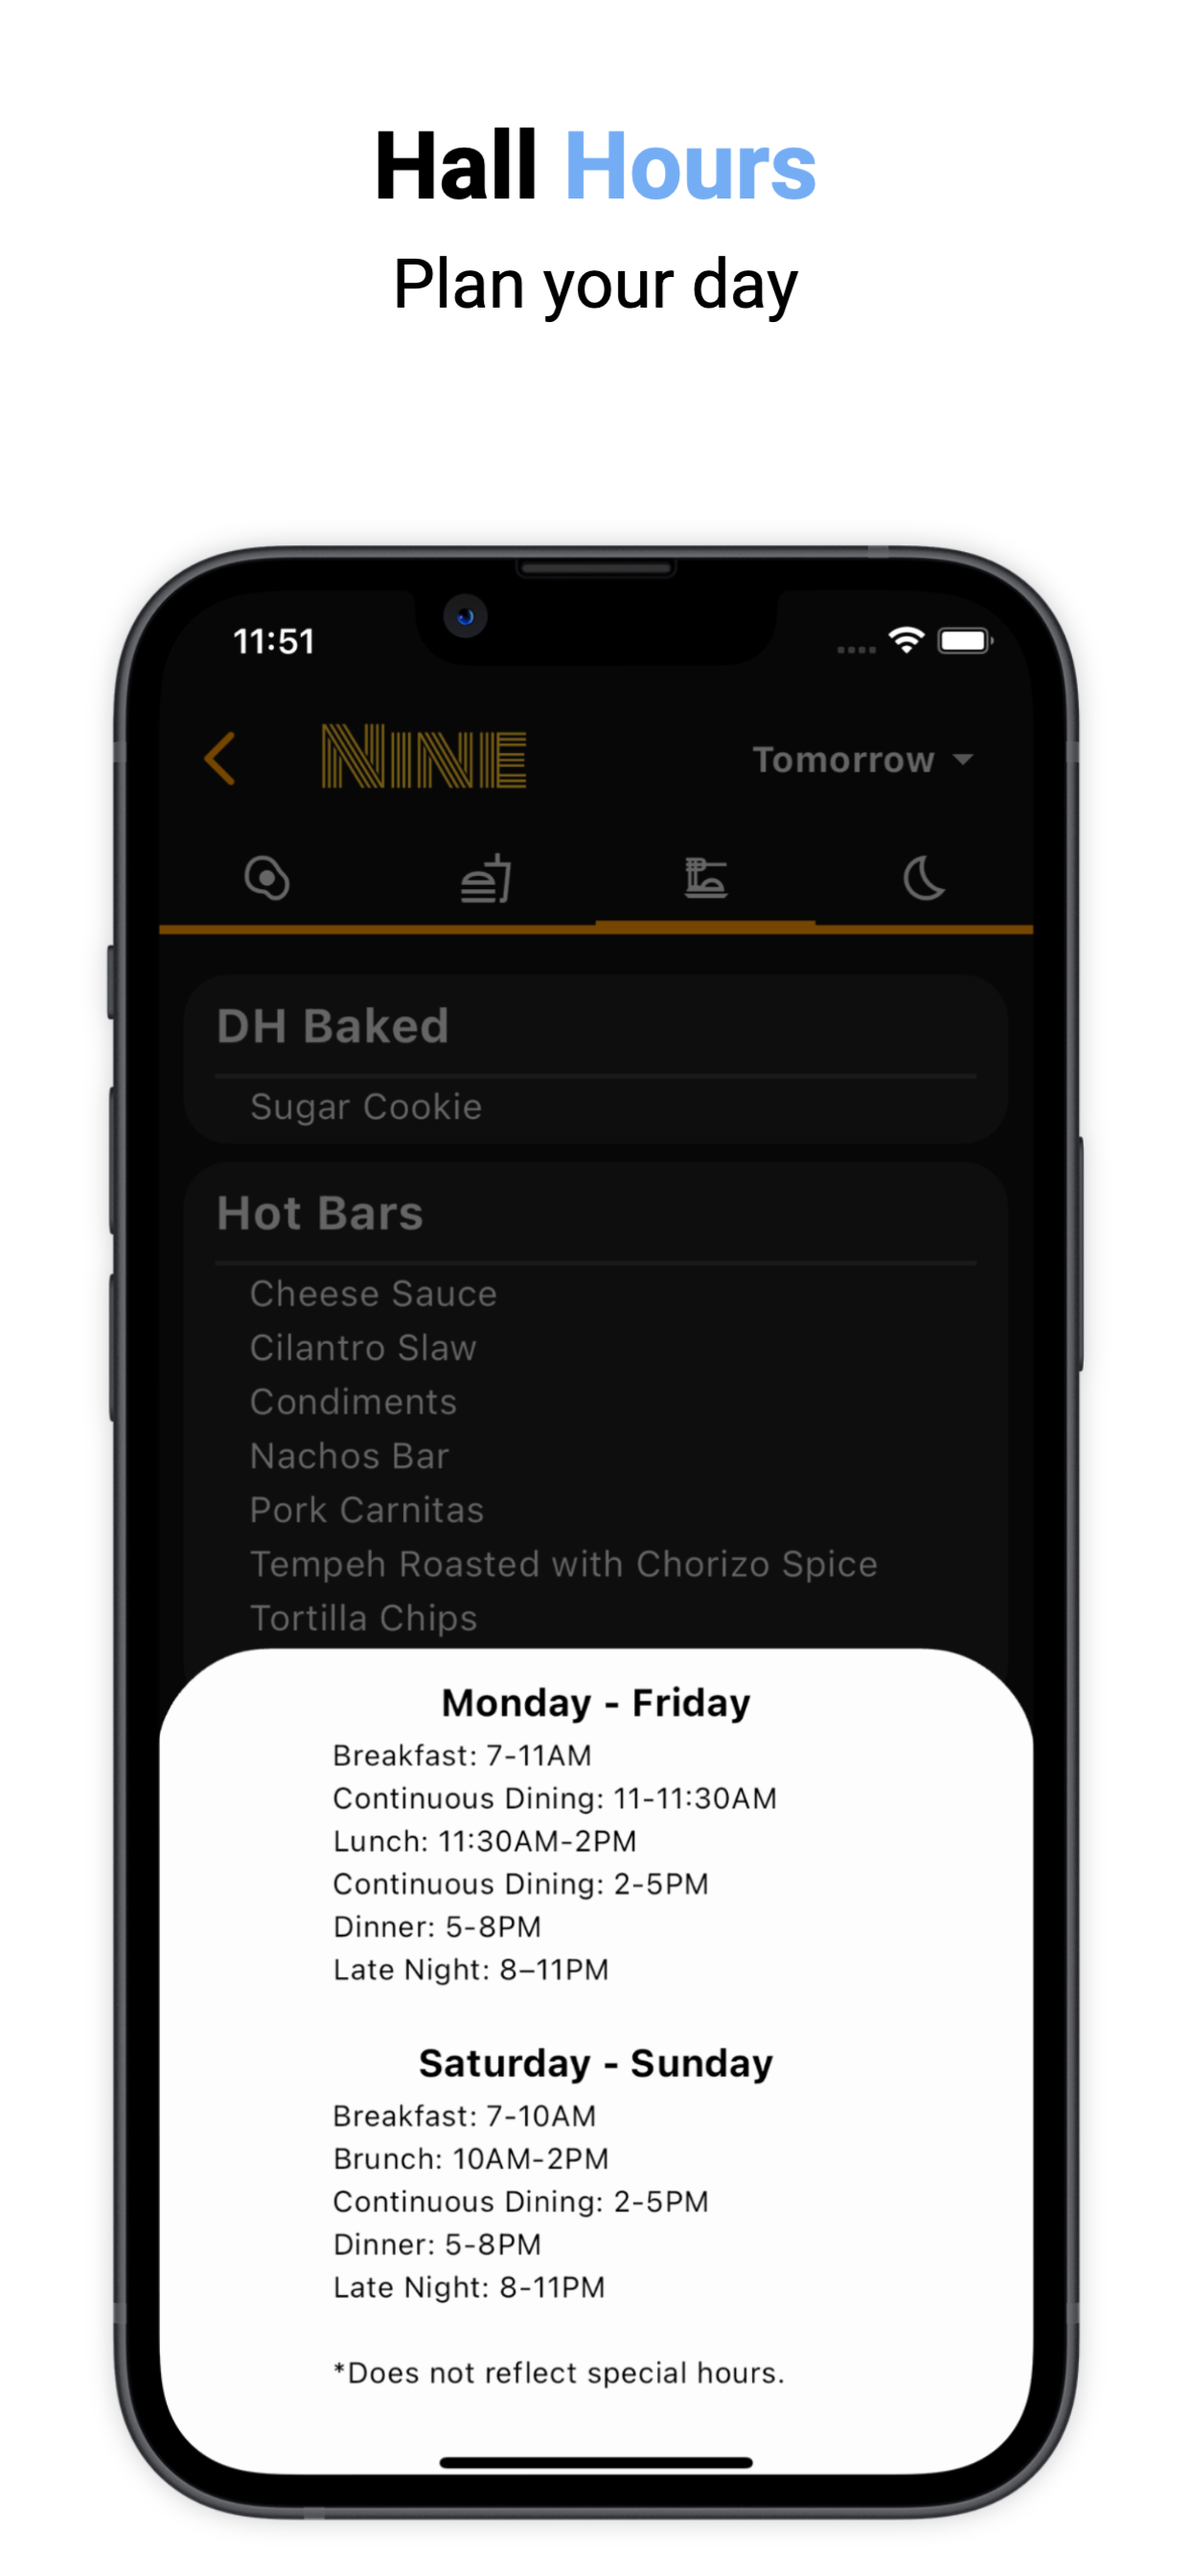 Hall Hours
Plan your day
11:51
NINE
Tomorrow
DH Baked
Sugar Cookie
Hot Bars
Cheese Sauce
Cilantro Slaw
Condiments
Nachos Bar
Pork Carnitas
Tempeh Roasted with Chorizo Spice
Tortilla Chips
Monday - Friday
Breakfast: 7-11AM
Continuous Dining: 11-11:30AM
Lunch: 11:30AM-2PM
Continuous Dining: 2-5PM
Dinner: 5-8PM
Late Night: 8–11PM
Saturday - Sunday
Breakfast: 7-10AM
Brunch: 10AM-2PM
Continuous Dining: 2-5PM
Dinner: 5-8PM
Late Night: 8-11PM
*Does not reflect special hours.